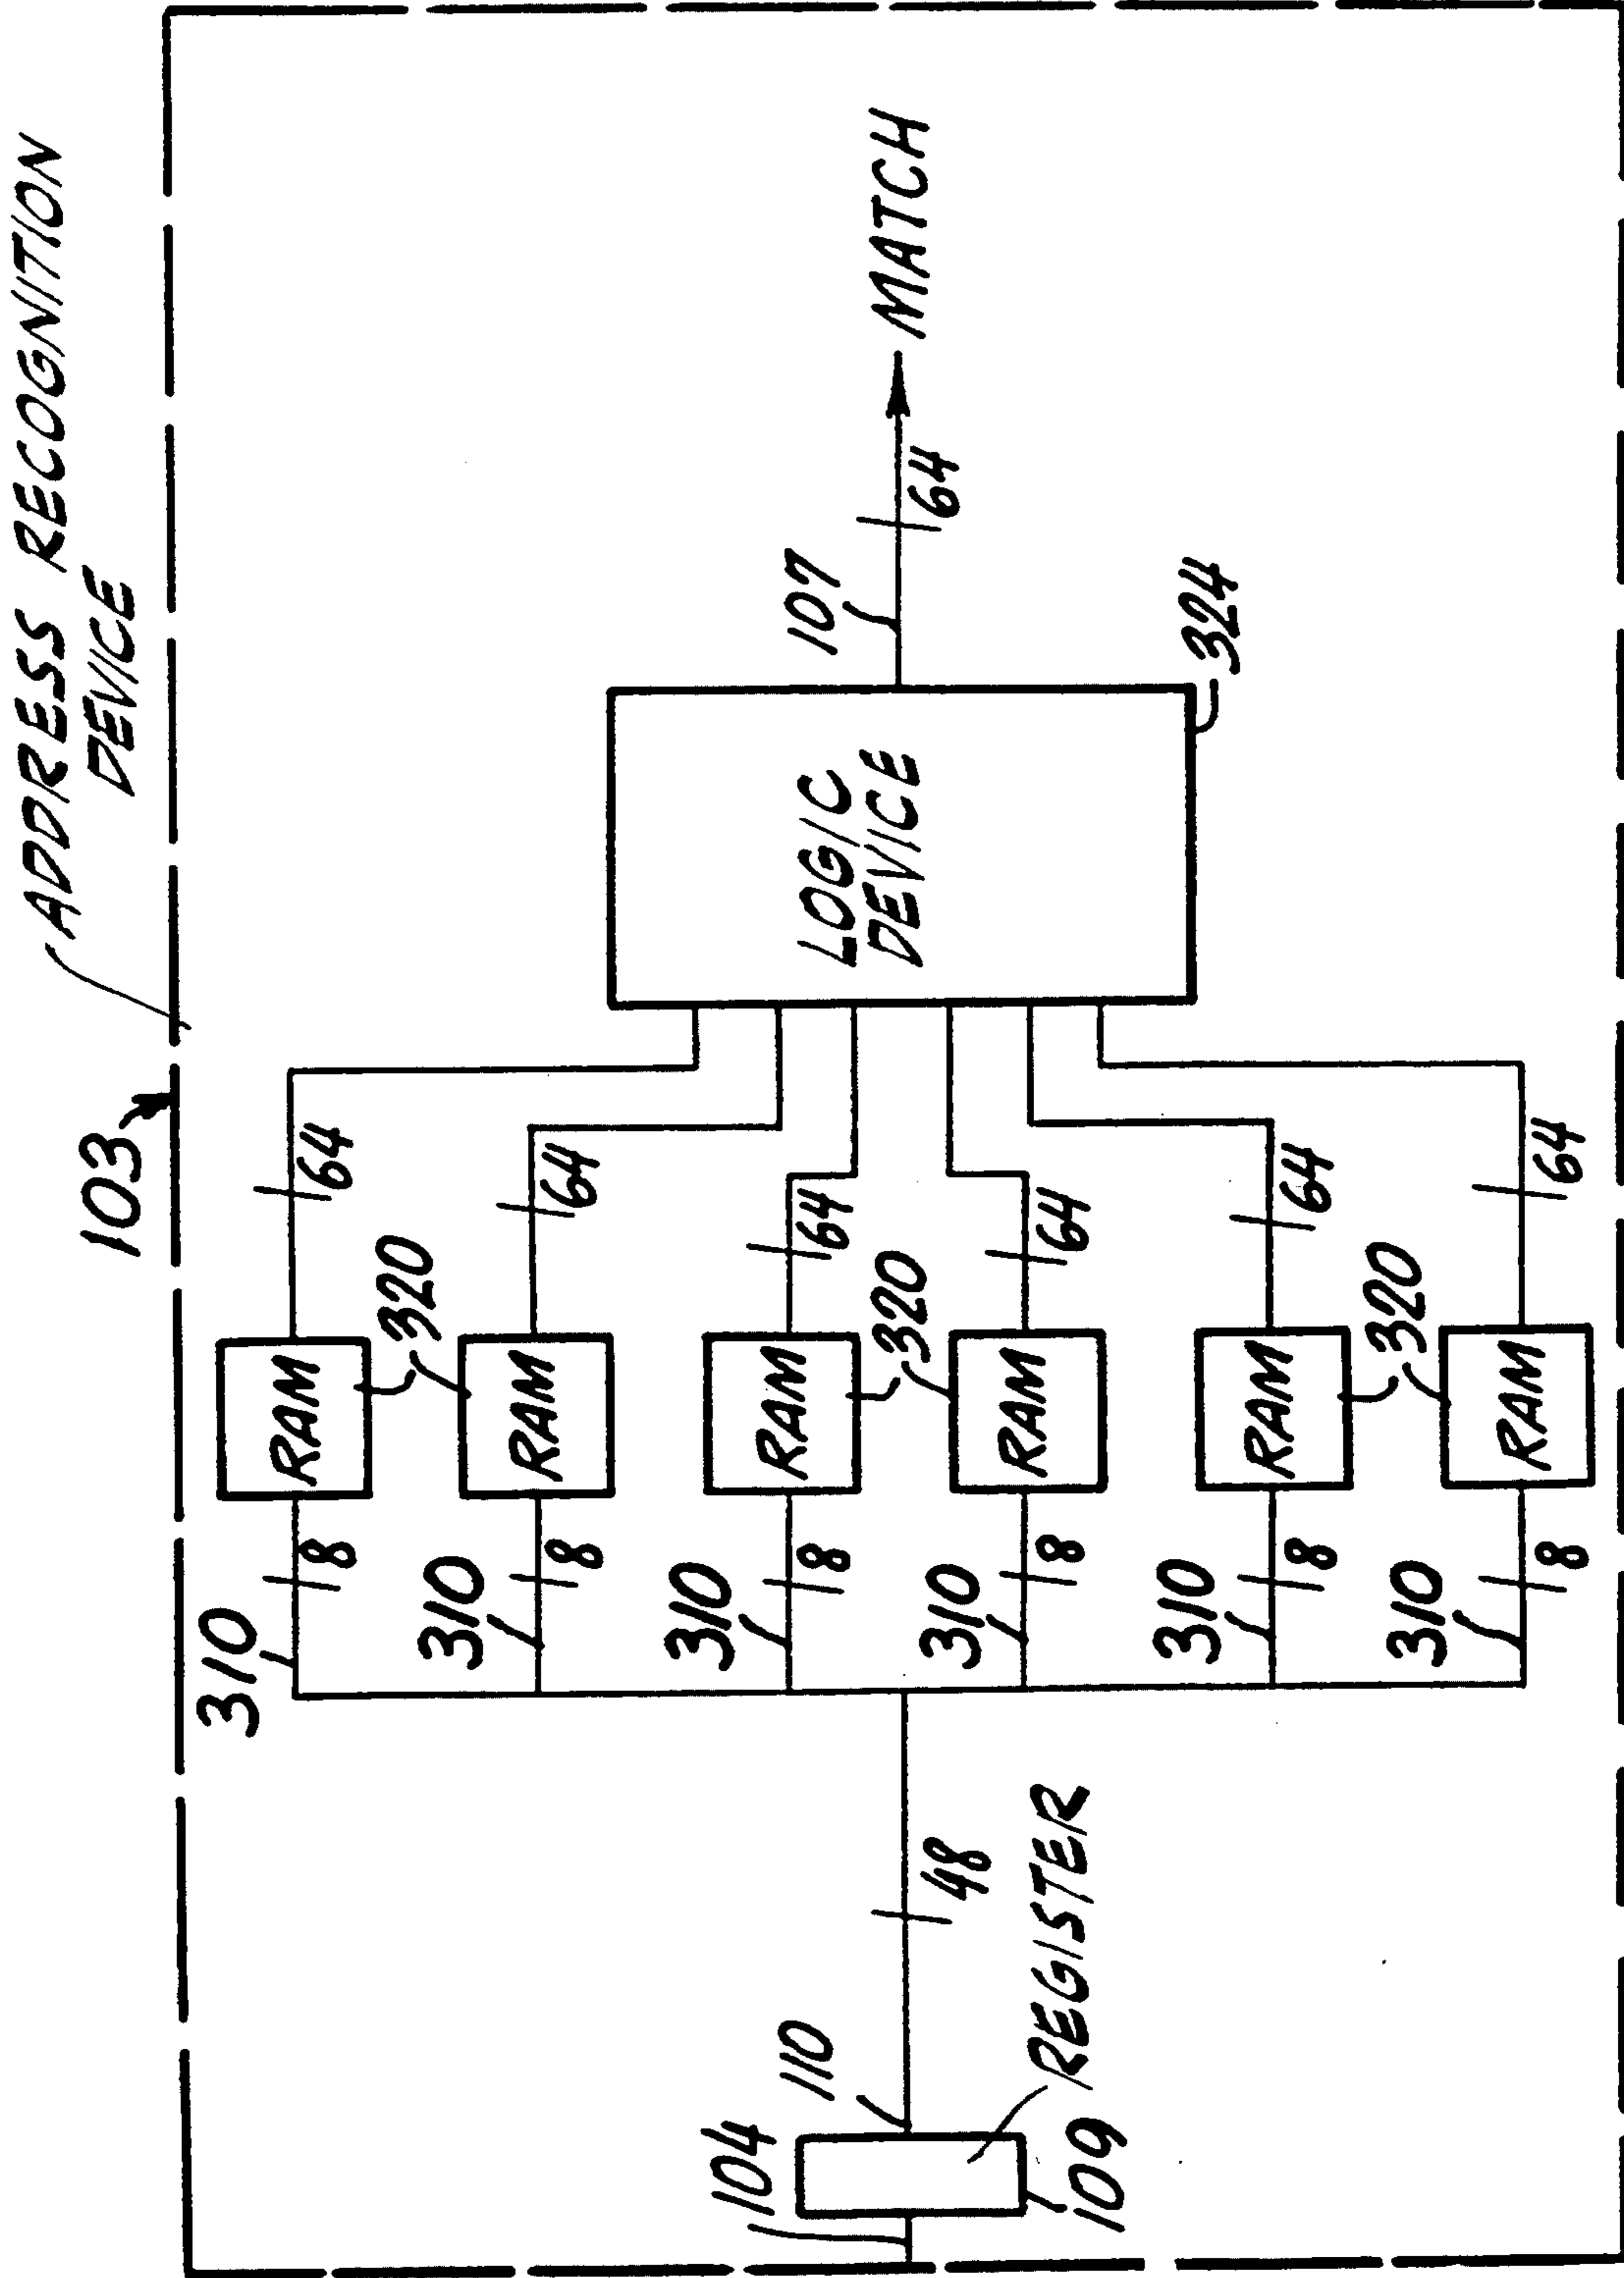 ADDRESS RECOGNITION
DEVICE
103
310
8
RAM
64
320
310
8
RAM
64
310
8
RAM
64
320
310
8
RAM
64
310
8
RAM
64
320
310
8
RAM
64
104
110
48
109
REGISTER
LOGIC
DEVICE
324
107
64
MATCH